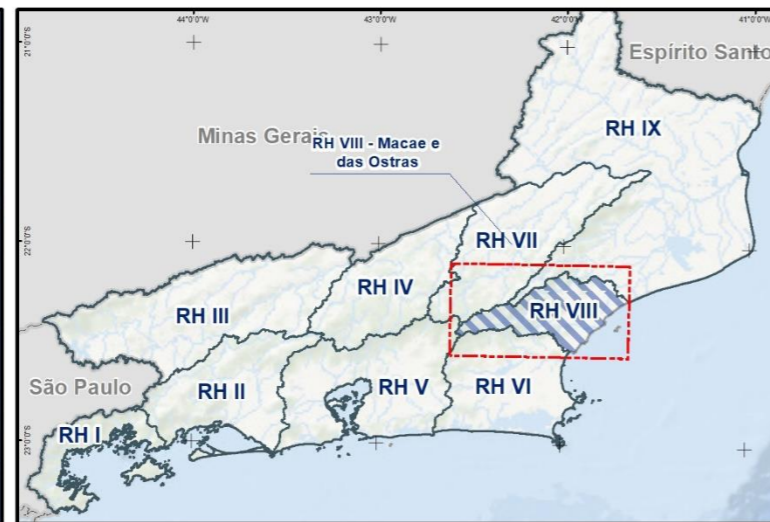 44°0'0"W
43°0'0"W
42°0'0"W
41°0'0"W
21°0'0"S
Espírito Santo
Minas Gerais
RH IX
RH VIII - Macae e
das Ostras
22°0'0"S
RH VII
RH IV
RH VIII
RH III
São Paulo
RH II
RH V
RH VI
RH I
23°0'0"S